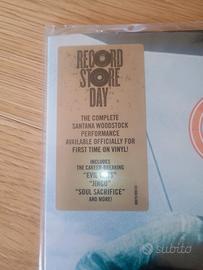 RECORD
STORE
DAY
THE COMPLETE
SANTANA WOODSTOCK
PERFORMANCE
AVAILABLE OFFICIALLY FOR
FIRST TIME ON VINYL!
INCLUDES
THE CAREER-BREAKING
"EVIL WAYS"
"JINGO"
"SOUL SACRIFICE"
AND MORE!
subito